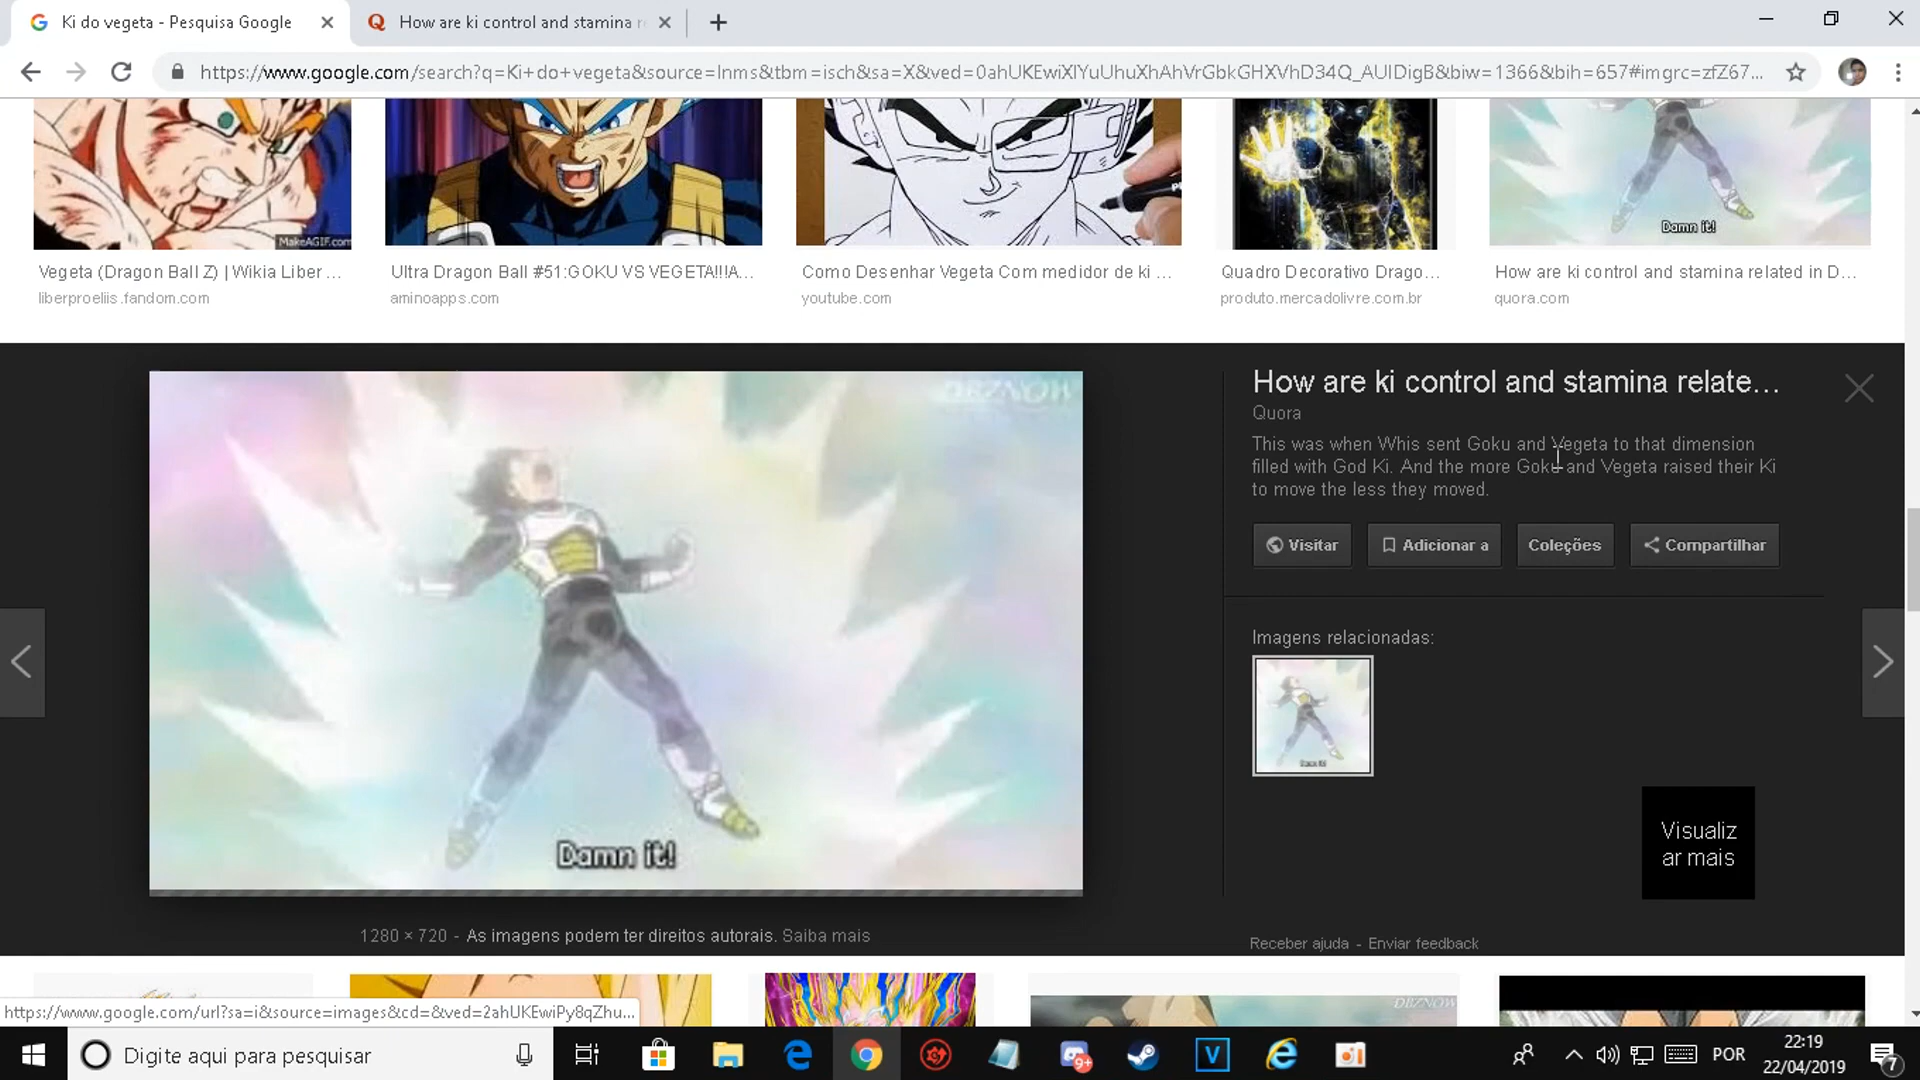 Ki do vegeta - Pesquisa Google
How are ki control and stamina r
https://www.google.com/search?q=Ki+do+vegeta&source=lnms&tbm=isch&sa=X&ved=0ahUKEwiXlYuUhuXhAhVrGbkGHXVhD34Q_AUIDigB&biw=1366&bih=657#imgrc=zfZ67...
MakeAGIF.com
Damn it!
Vegeta (Dragon Ball Z) | Wikia Liber ...
Ultra Dragon Ball #51:GOKU VS VEGETA!!!A...
Como Desenhar Vegeta Com medidor de ki ...
Quadro Decorativo Drago...
How are ki control and stamina related in D...
liberproeliis.fandom.com
aminoapps.com
youtube.com
produto.mercadolivre.com.br
quora.com
DBZNOW
How are ki control and stamina relate...
Quora
This was when Whis sent Goku and Vegeta to that dimension
filled with God Ki. And the more Goku and Vegeta raised their Ki
to move the less they moved.
Visitar
Adicionar a
Coleções
Compartilhar
Imagens relacionadas:
Damn it!
Damn it!
Visualiz
ar mais
1280 × 720 - As imagens podem ter direitos autorais. Saiba mais
Receber ajuda - Enviar feedback
DBZNOW
https://www.google.com/url?sa=i&source=images&cd=&ved=2ahUKEwiPy8qZhu...
Digite aqui para pesquisar
9+
POR
22:19
22/04/2019
7